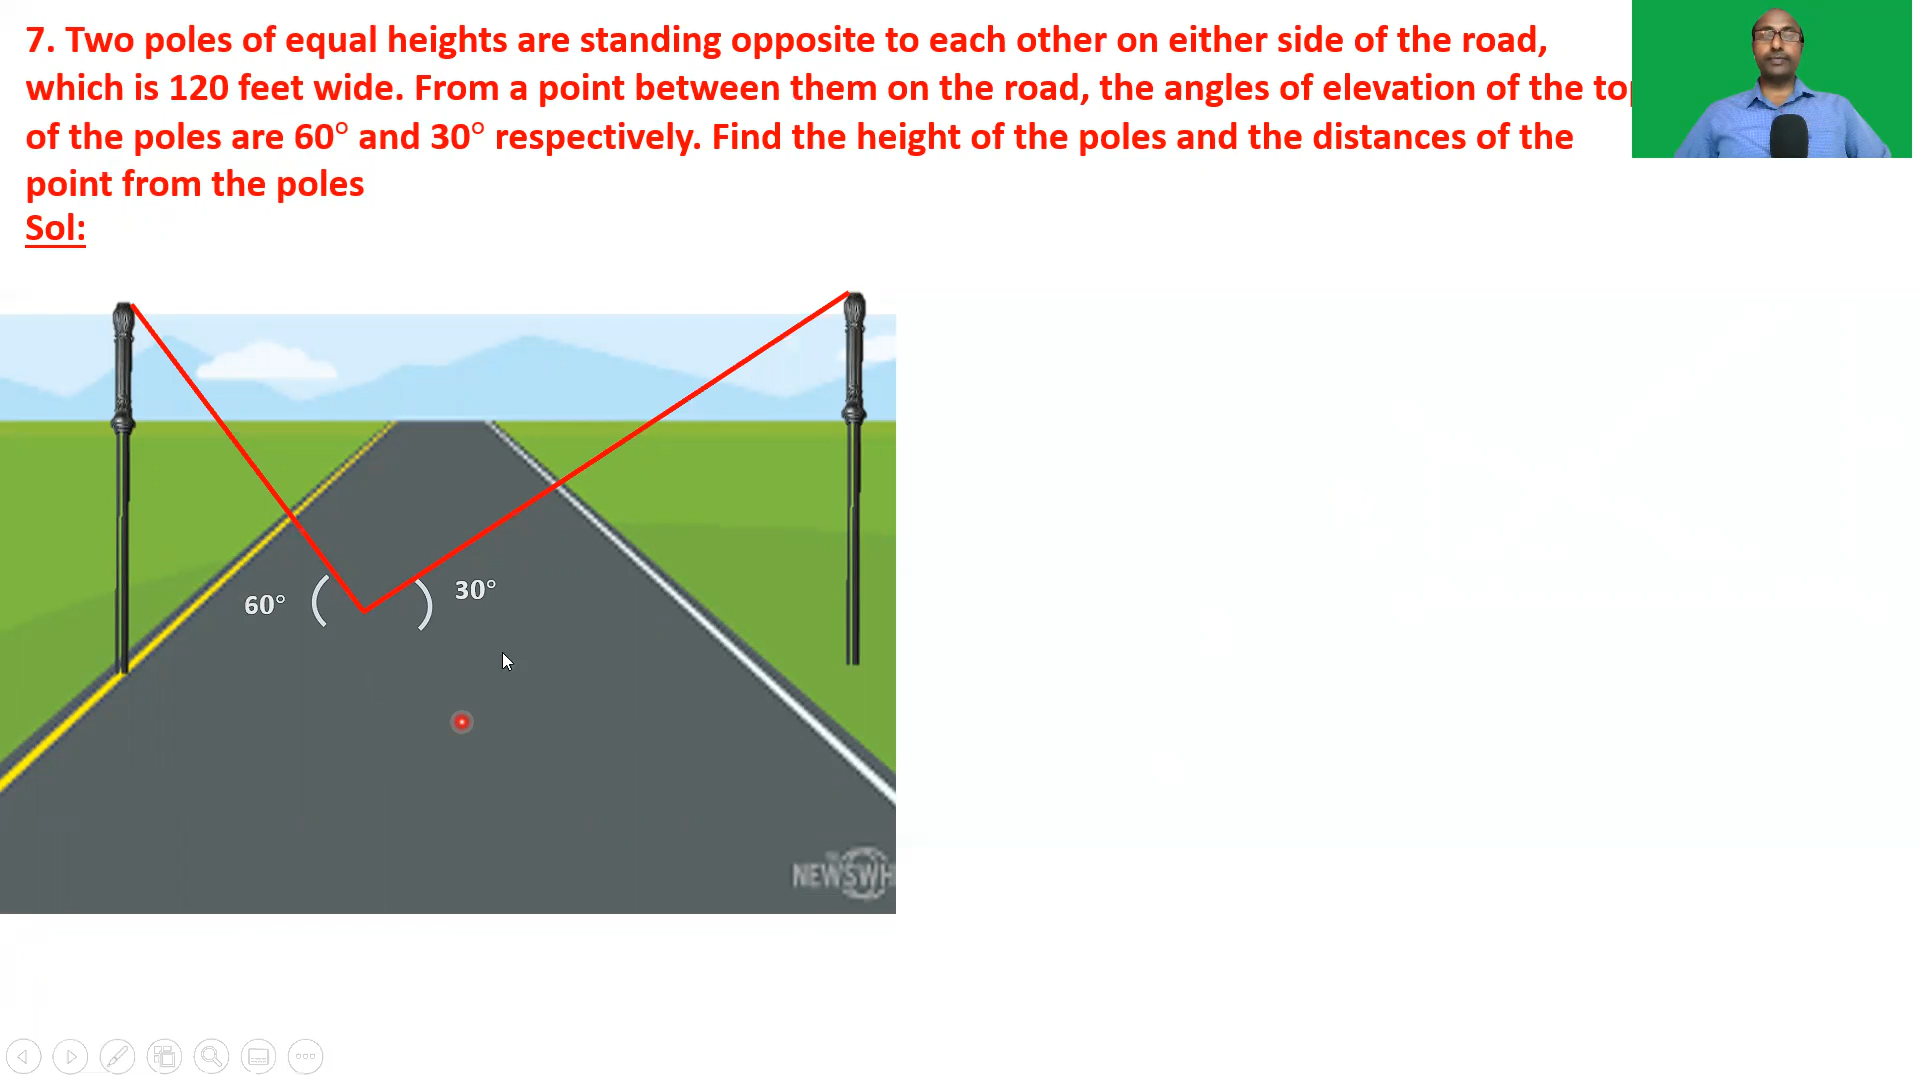 7. Two poles of equal heights are standing opposite to each other on either side of the road,
which is 120 feet wide. From a point between them on the road, the angles of elevation of the top
of the poles are 60° and 30° respectively. Find the height of the poles and the distances of the
point from the poles
Sol:
60°
30°
NEWSWH